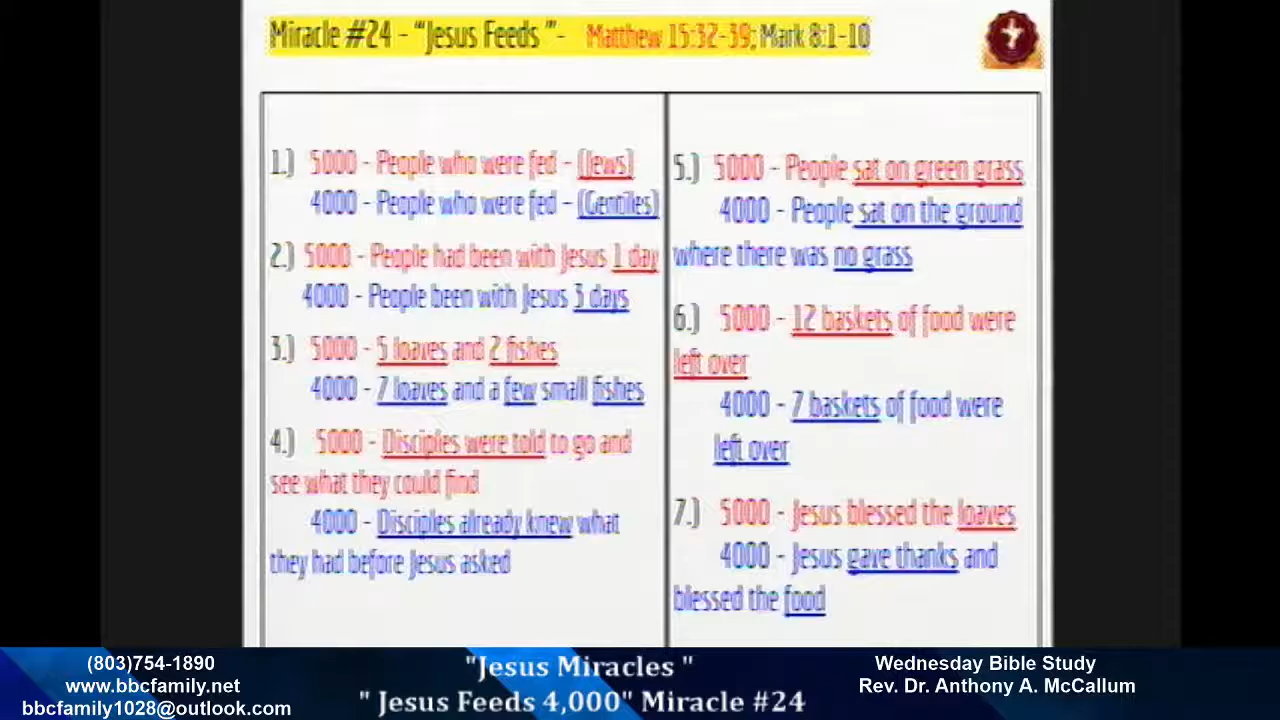 Miracle #24 - “Jesus Feeds ”- Matthew 15:32-39; Mark 8:1-10
1.) 5000 - People who were fed - (Jews)
4000 - People who were fed - (Gentiles)
2.) 5000 - People had been with Jesus 1 day
4000 - People been with Jesus 3 days
3.) 5000 - 5 loaves and 2 fishes
4000 - 7 loaves and a few small fishes
4.) 5000 - Disciples were told to go and
see what they could find
4000 - Disciples already knew what
they had before Jesus asked
5.) 5000 - People sat on green grass
4000 - People sat on the ground
where there was no grass
6.) 5000 - 12 baskets of food were
left over
4000 - 7 baskets of food were
left over
7.) 5000 - Jesus blessed the loaves
4000 - Jesus gave thanks and
blessed the food
(803)754-1890
www.bbcfamily.net
bbcfamily1028@outlook.com
"Jesus Miracles "
" Jesus Feeds 4,000" Miracle #24
Wednesday Bible Study
Rev. Dr. Anthony A. McCallum